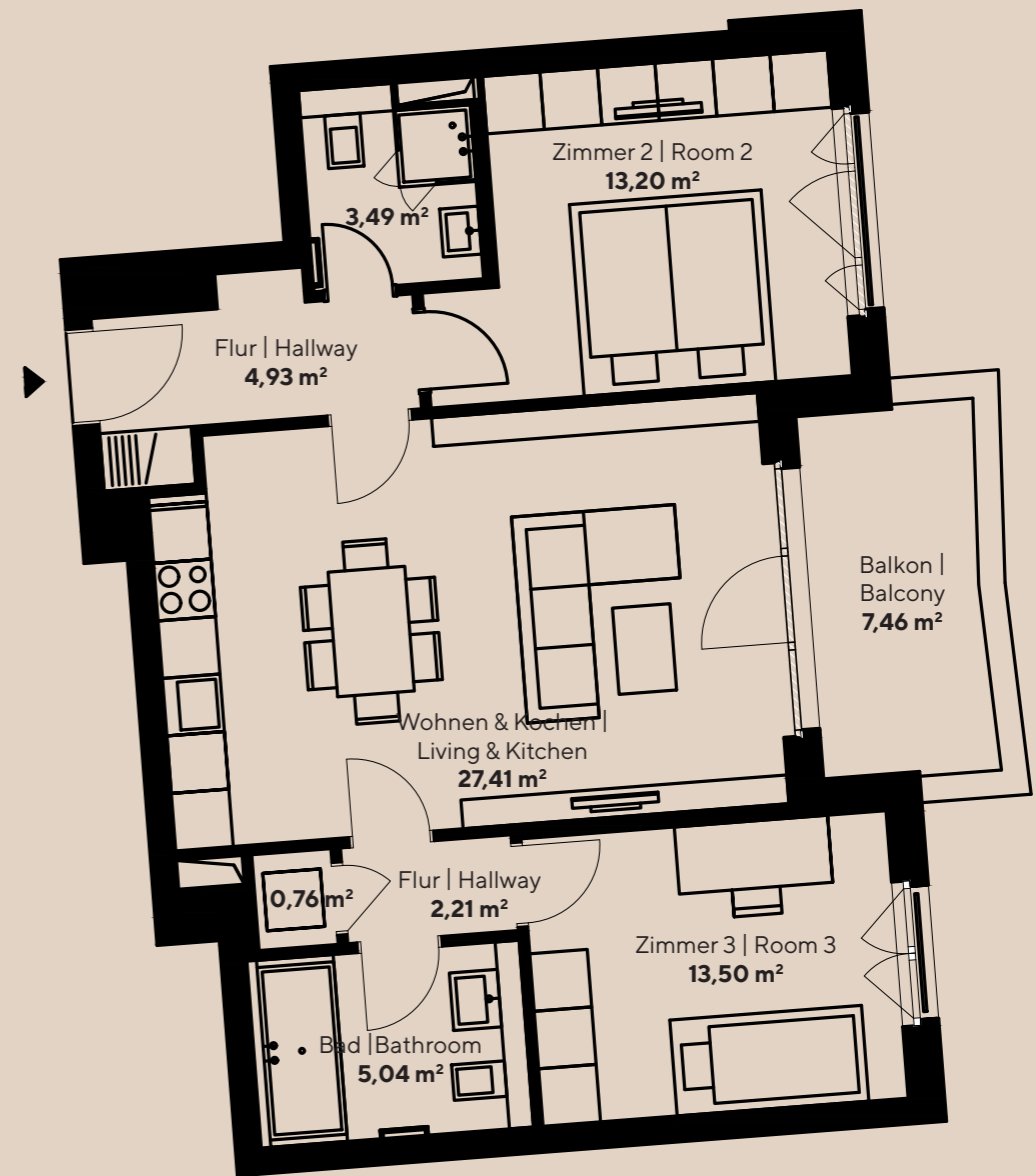 Zimmer 2 | Room 2
13,20 m²
3,49 m²
Flur | Hallway
4,93 m²
Balkon |
Balcony
7,46 m²
Wohnen & Kochen |
Living & Kitchen
27,41 m²
0,76 m²
Flur | Hallway
2,21 m²
Zimmer 3 | Room 3
13,50 m²
Bad |Bathroom
5,04 m²